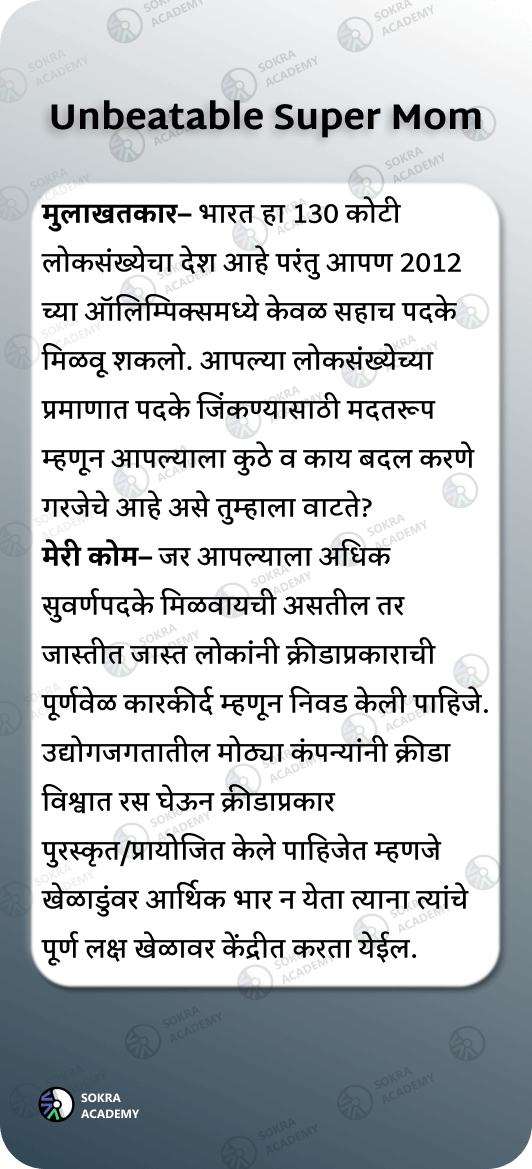 Unbeatable Super Mom
मुलाखतकार– भारत हा 130 कोटी
लोकसंख्येचा देश आहे परंतु आपण 2012
च्या ऑलिम्पिक्समध्ये केवळ सहाच पदके
मिळवू शकलो. आपल्या लोकसंख्येच्या
प्रमाणात पदके जिंकण्यासाठी मदतरूप
म्हणून आपल्याला कुठे व काय बदल करणे
गरजेचे आहे असे तुम्हाला वाटते?
मेरी कोम– जर आपल्याला अधिक
सुवर्णपदके मिळवायची असतील तर
जास्तीत जास्त लोकांनी क्रीडाप्रकाराची
पूर्णवेळ कारकीर्द म्हणून निवड केली पाहिजे.
उद्योगजगतातील मोठ्या कंपन्यांनी क्रीडा
विश्वात रस घेऊन क्रीडाप्रकार
पुरस्कृत/प्रायोजित केले पाहिजेत म्हणजे
खेळाडुंवर आर्थिक भार न येता त्याना त्यांचे
पूर्ण लक्ष खेळावर केंद्रीत करता येईल.
SOKRA
ACADEMY